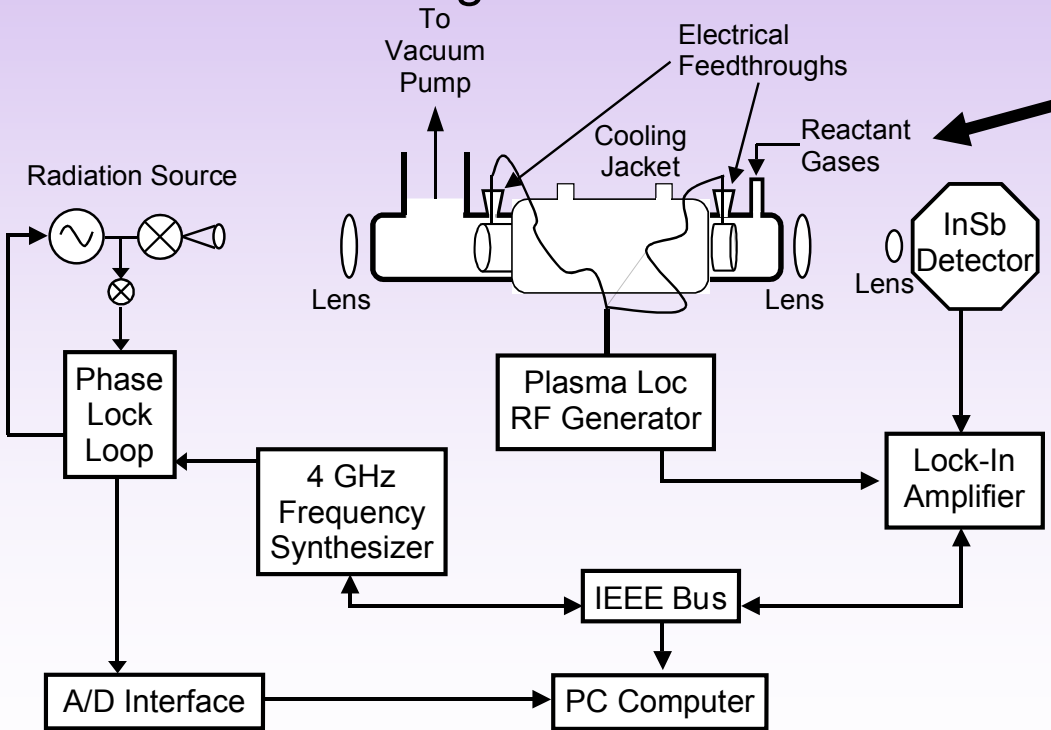 To
Vacuum
Pump
Electrical
Feedthroughs
Cooling
Jacket
Reactant
Gases
Radiation Source
InSb
Detector
Lens
Lens
Lens
Phase
Lock
Loop
Plasma Loc
RF Generator
4 GHz
Frequency
Synthesizer
Lock-In
Amplifier
IEEE Bus
A/D Interface
PC Computer